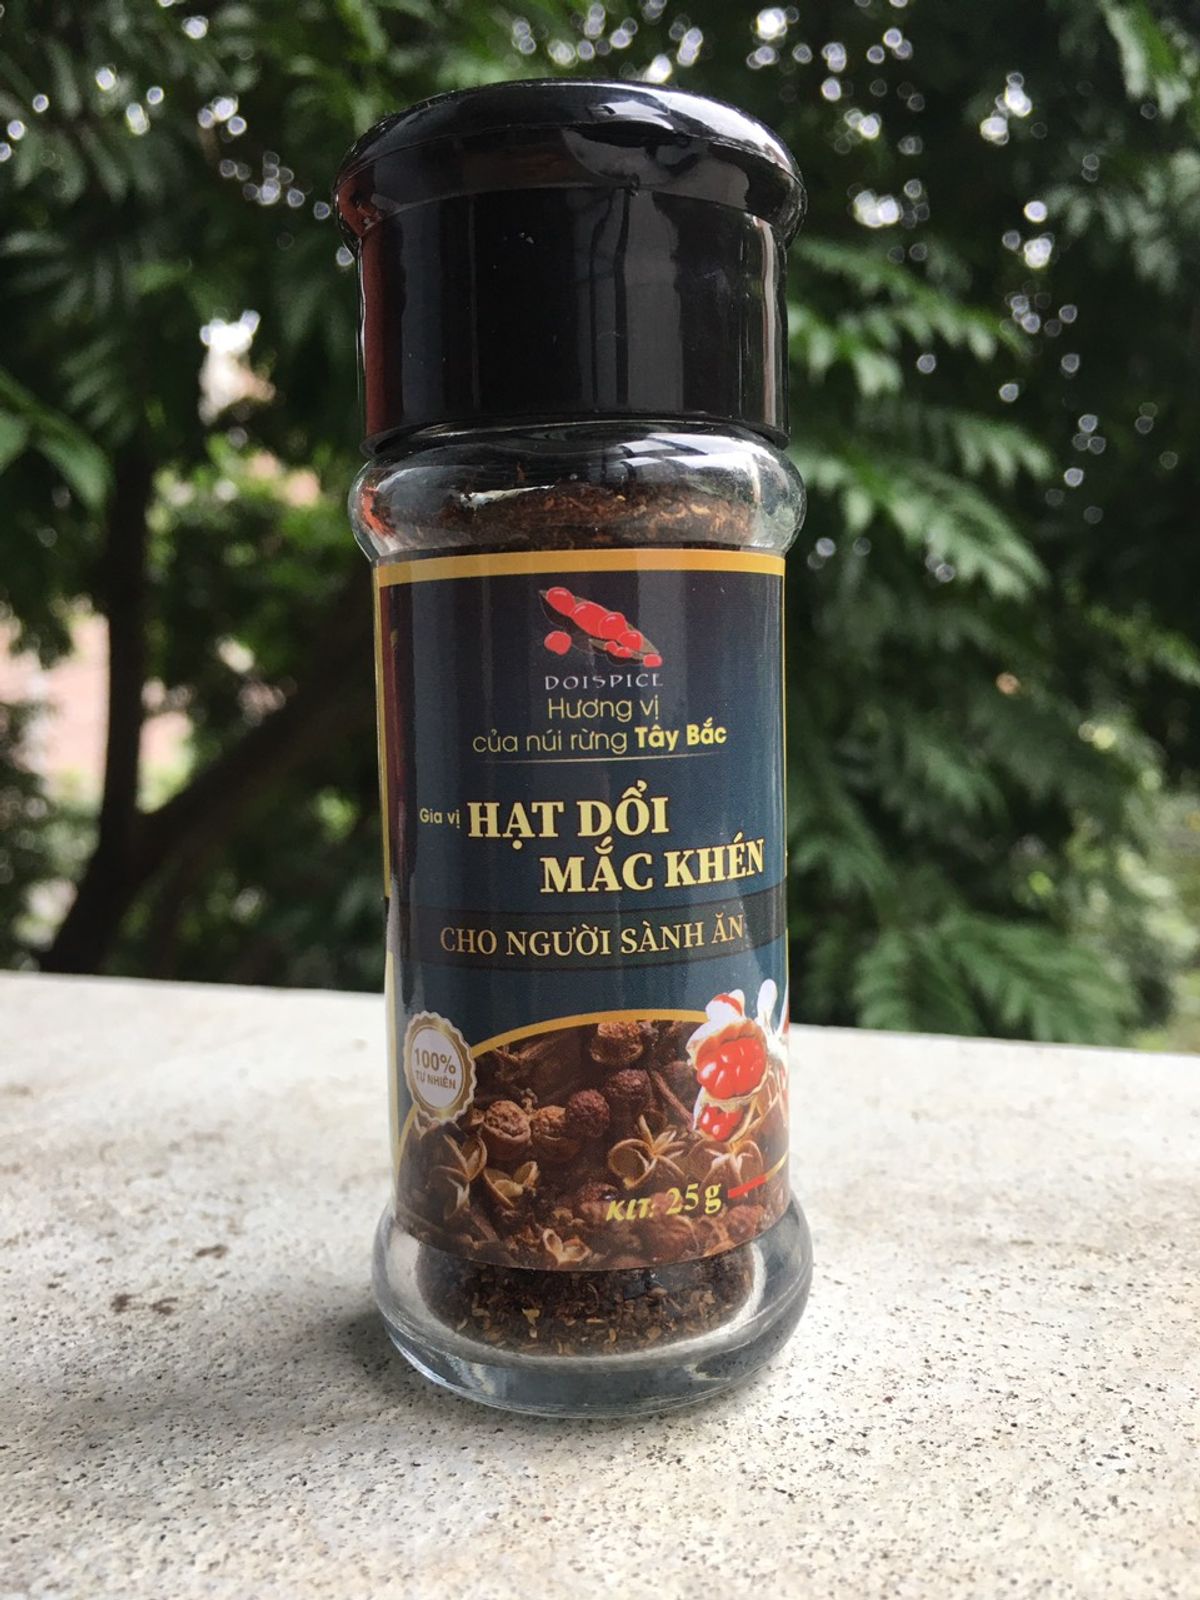 DOISPICE
Hương vị
của núi rừng Tây Bắc
Gia vị HẠT DỔI
MẮC KHÉN
CHO NGƯỜI SÀNH ĂN
100%
TỰ NHIÊN
KLT: 25g